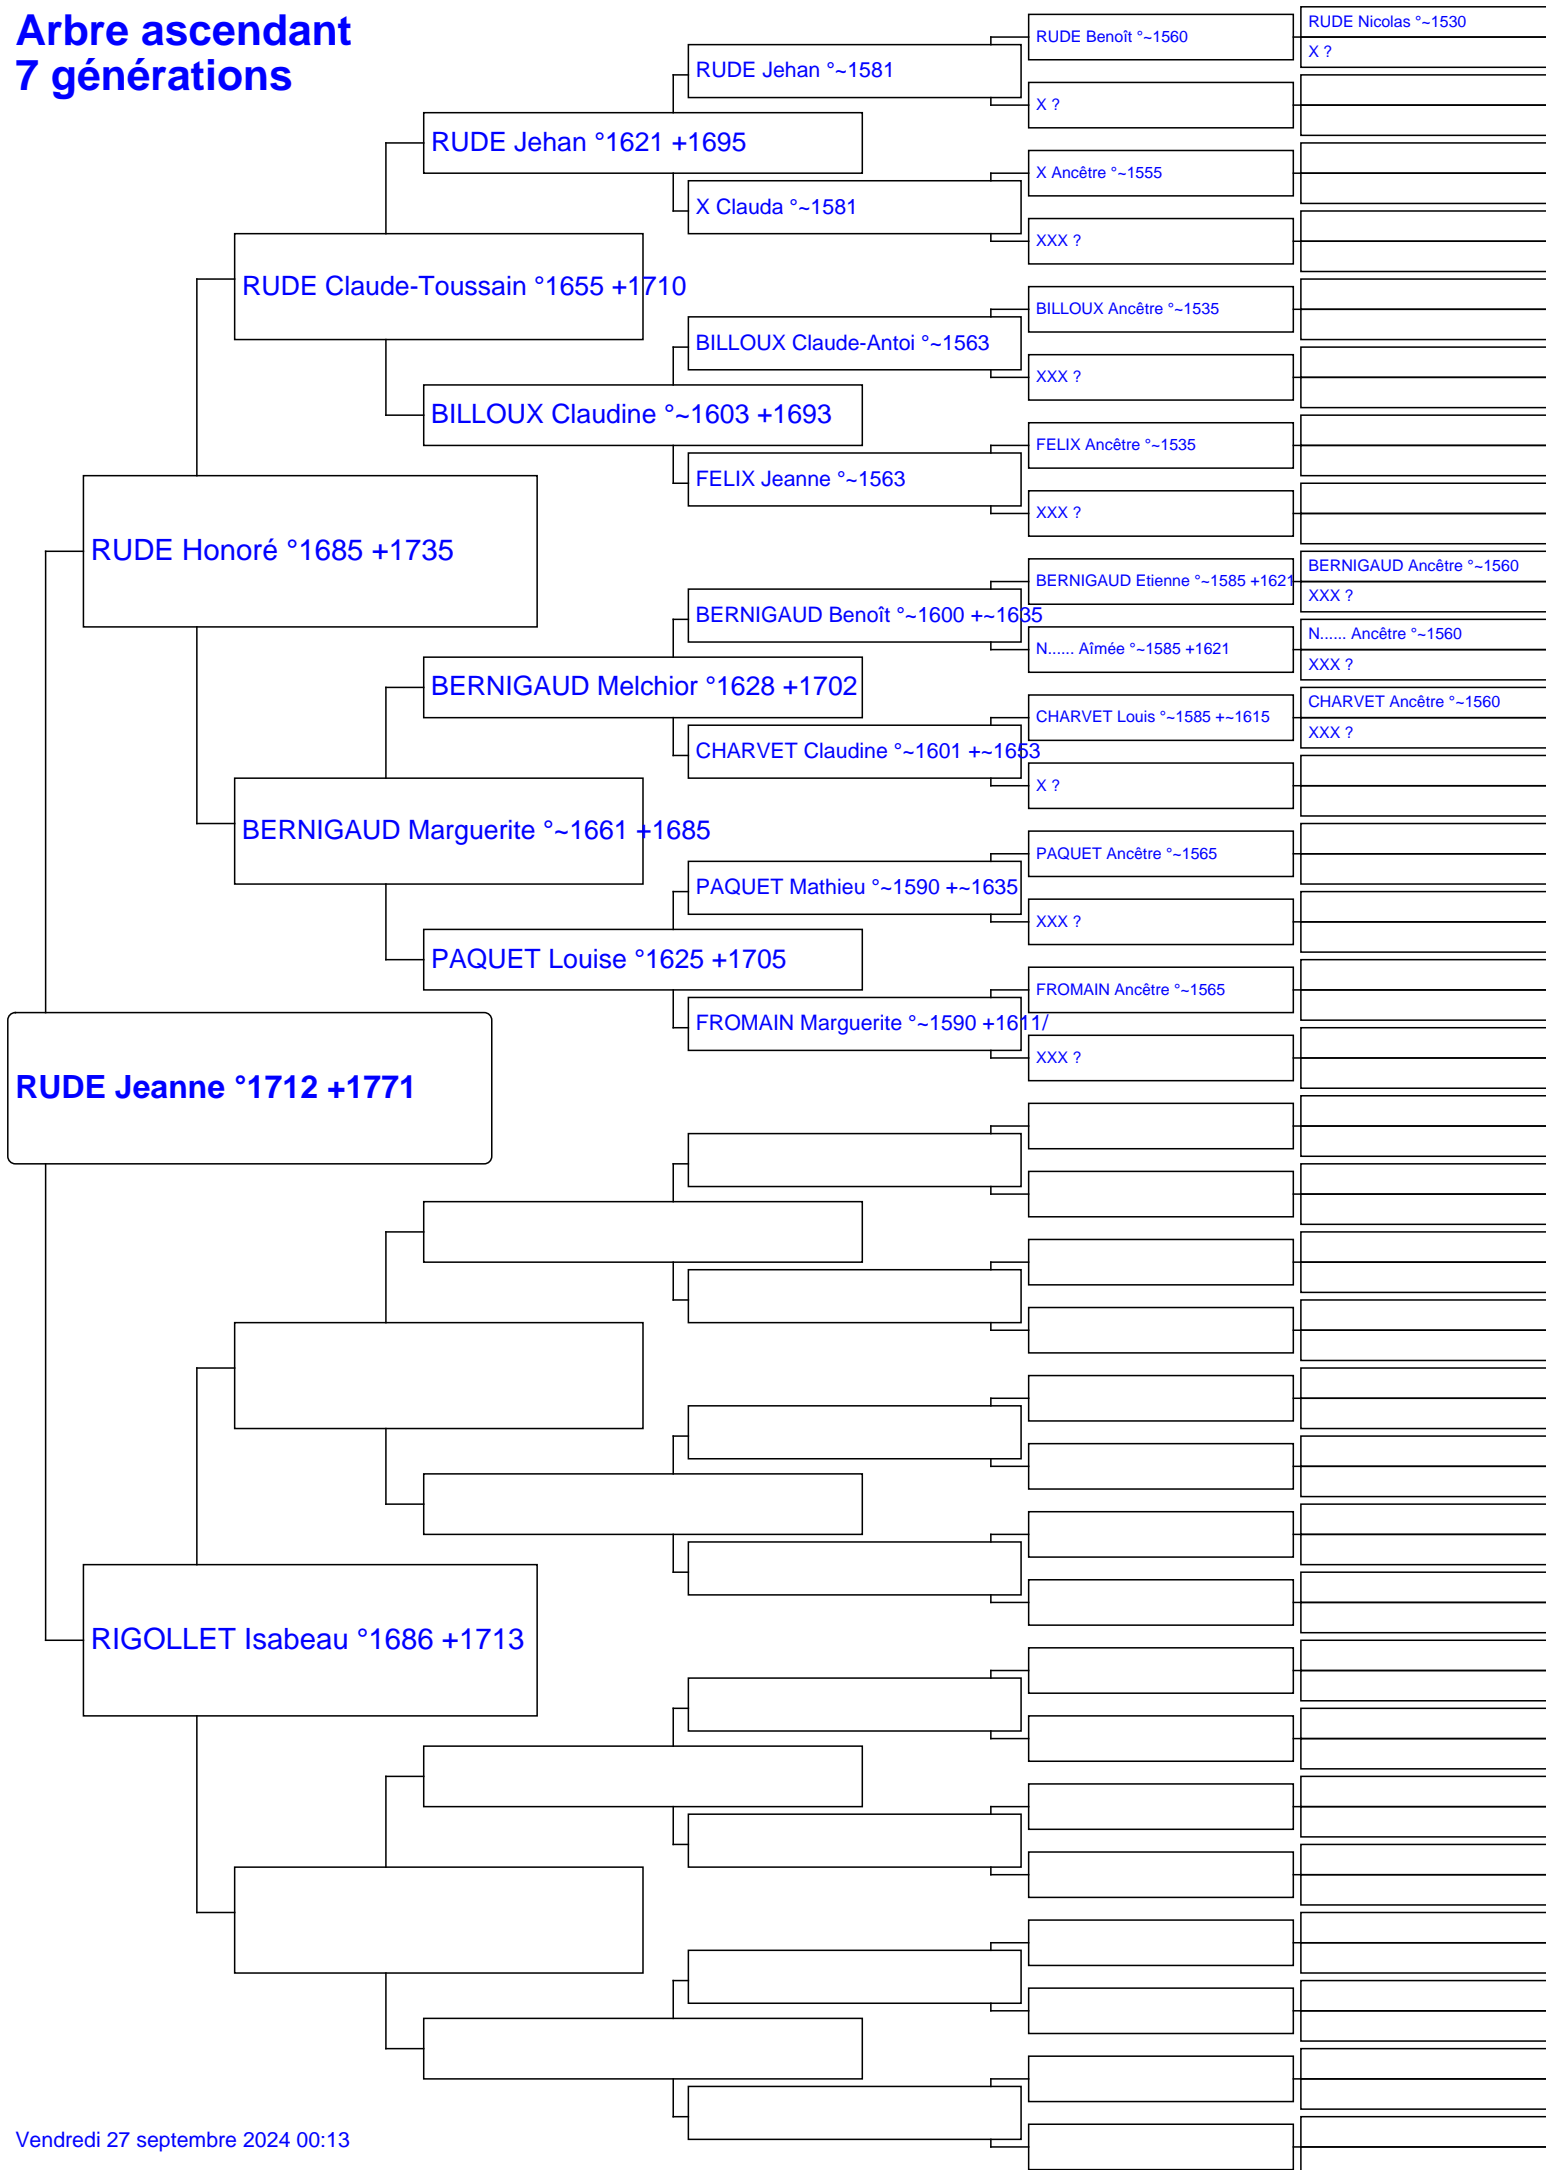 Arbre ascendant
7 générations
RUDE Jeanne °1712 +1771
RUDE Honoré °1685 +1735
RIGOLLET Isabeau °1686 +1713
RUDE Claude-Toussain °1655 +1710
BERNIGAUD Marguerite °~1661 +1685
RUDE Jehan °1621 +1695
BILLOUX Claudine °~1603 +1693
BERNIGAUD Melchior °1628 +1702
PAQUET Louise °1625 +1705
RUDE Jehan °~1581
X Clauda °~1581
BILLOUX Claude-Antoi °~1563
FELIX Jeanne °~1563
BERNIGAUD Benoît °~1600 +~1635
CHARVET Claudine °~1601 +~1653
PAQUET Mathieu °~1590 +~1635
FROMAIN Marguerite °~1590 +1611/
RUDE Benoît °~1560
X ?
X Ancêtre °~1555
XXX ?
BILLOUX Ancêtre °~1535
XXX ?
FELIX Ancêtre °~1535
XXX ?
BERNIGAUD Etienne °~1585 +1621
N...... Aîmée °~1585 +1621
CHARVET Louis °~1585 +~1615
X ?
PAQUET Ancêtre °~1565
XXX ?
FROMAIN Ancêtre °~1565
XXX ?
RUDE Nicolas °~1530
X ?
BERNIGAUD Ancêtre °~1560
XXX ?
N...... Ancêtre °~1560
XXX ?
CHARVET Ancêtre °~1560
XXX ?
Vendredi 27 septembre 2024 00:13